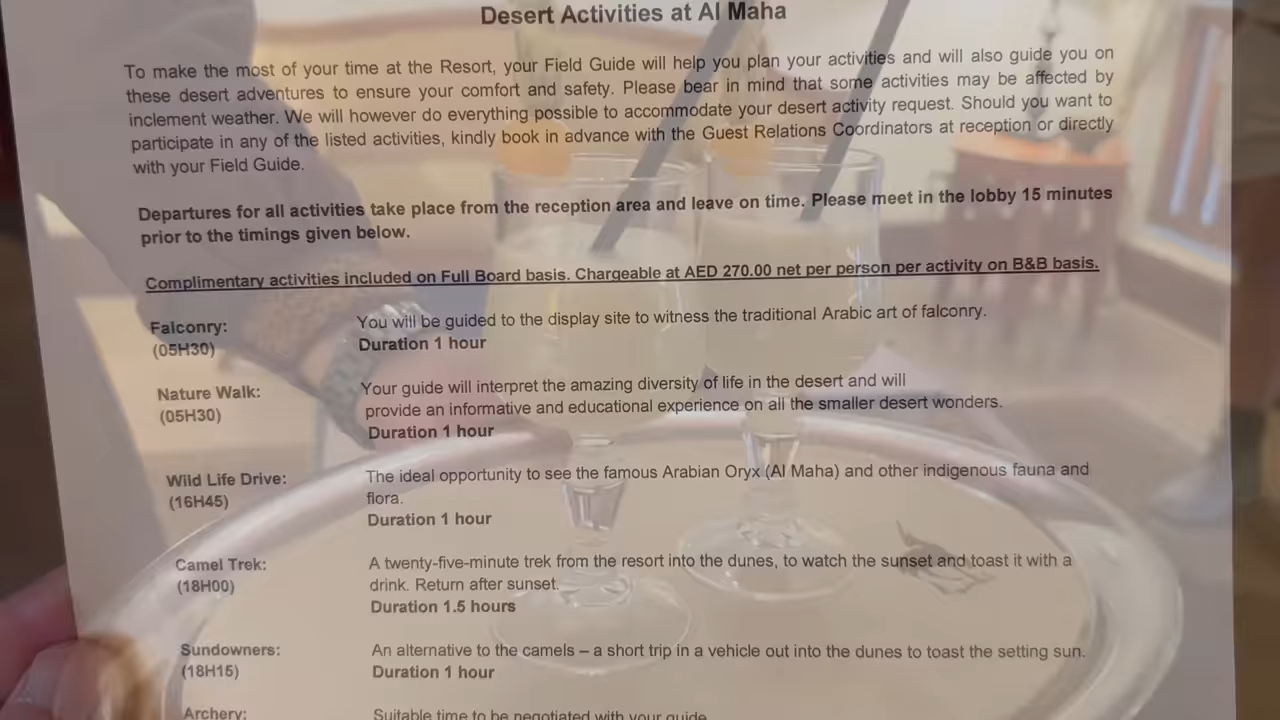 Desert Activities at Al Maha
To make the most of your time at the Resort, your Field Guide will help you plan your activities and will also guide you on
these desert adventures to ensure your comfort and safety. Please bear in mind that some activities may be affected by
inclement weather. We will however do everything possible to accommodate your desert activity request. Should you want to
participate in any of the listed activities, kindly book in advance with the Guest Relations Coordinators at reception or directly
with your Field Guide.
Departures for all activities take place from the reception area and leave on time. Please meet in the lobby 15 minutes
prior to the timings given below.
Complimentary activities included on Full Board basis. Chargeable at AED 270.00 net per person per activity on B&B basis.
Falconry: You will be guided to the display site to witness the traditional Arabic art of falconry.
(05H30) Duration 1 hour
Nature Walk: Your guide will interpret the amazing diversity of life in the desert and will
(05H30) provide an informative and educational experience on all the smaller desert wonders.
Duration 1 hour
Wild Life Drive: The ideal opportunity to see the famous Arabian Oryx (Al Maha) and other indigenous fauna and
(16H45) flora.
Duration 1 hour
Camel Trek: A twenty-five-minute trek from the resort into the dunes, to watch the sunset and toast it with a
(18H00) drink. Return after sunset.
Duration 1.5 hours
Sundowners: An alternative to the camels – a short trip in a vehicle out into the dunes to toast the setting sun.
(18H15) Duration 1 hour
Archery: Suitable time to be negotiated with your guide